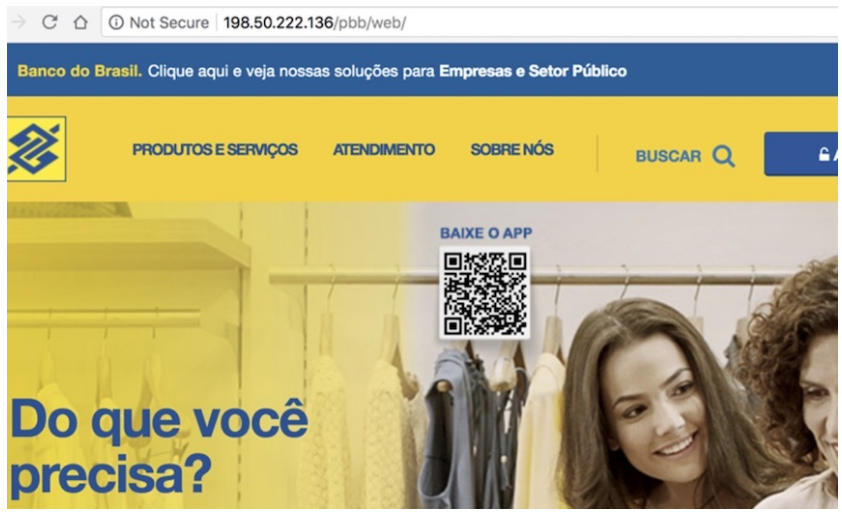 Not Secure 198.50.222.136/pbb/web/
Banco do Brasil. Clique aqui e veja nossas soluções para Empresas e Setor Público
PRODUTOS E SERVIÇOS ATENDIMENTO SOBRE NÓS BUSCAR A
BAIXE O APP
Do que você
precisa?